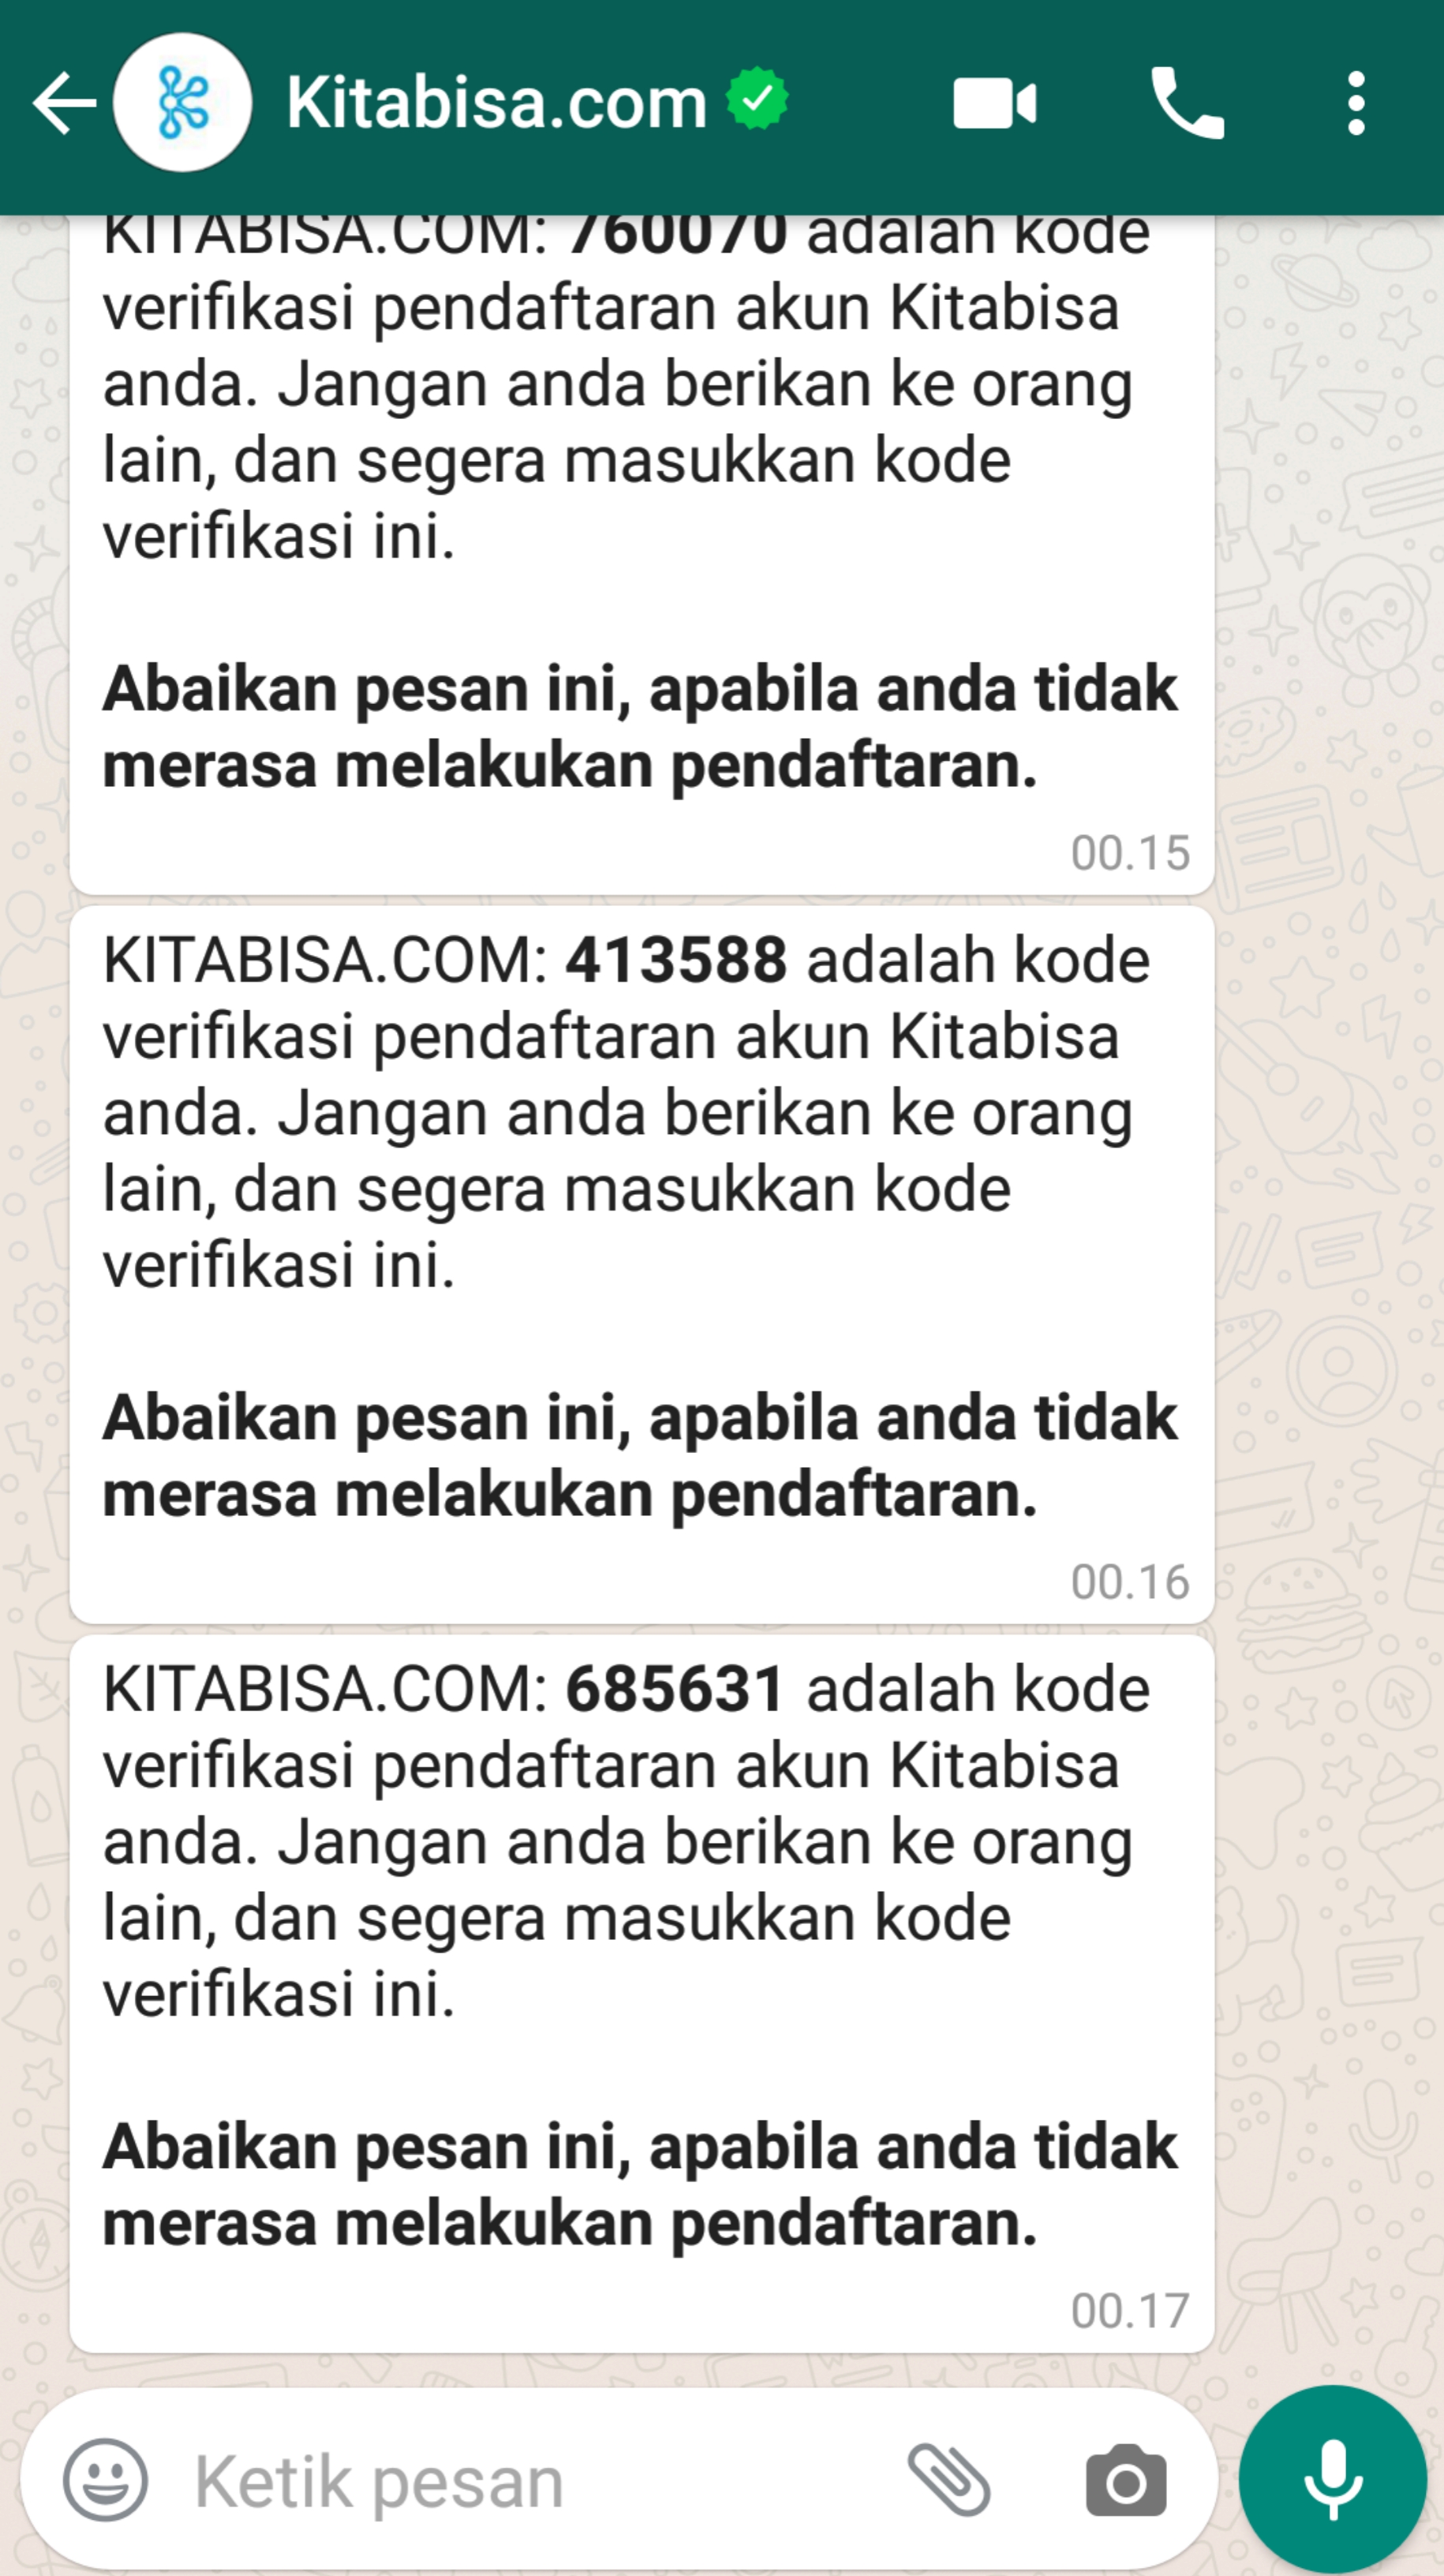 Kitabisa.com
KITABISA.COM: 760070 adalah kode
verifikasi pendaftaran akun Kitabisa
anda. Jangan anda berikan ke orang
lain, dan segera masukkan kode
verifikasi ini.
Abaikan pesan ini, apabila anda tidak
merasa melakukan pendaftaran.
00.15
KITABISA.COM: 413588 adalah kode
verifikasi pendaftaran akun Kitabisa
anda. Jangan anda berikan ke orang
lain, dan segera masukkan kode
verifikasi ini.
Abaikan pesan ini, apabila anda tidak
merasa melakukan pendaftaran.
00.16
KITABISA.COM: 685631 adalah kode
verifikasi pendaftaran akun Kitabisa
anda. Jangan anda berikan ke orang
lain, dan segera masukkan kode
verifikasi ini.
Abaikan pesan ini, apabila anda tidak
merasa melakukan pendaftaran.
00.17
Ketik pesan